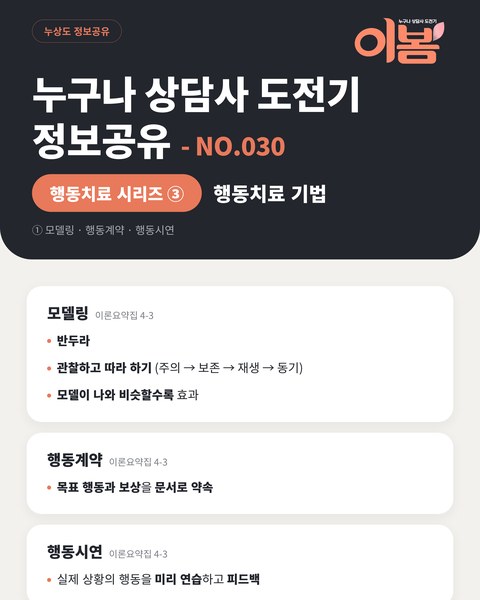 누상도 정보공유
누구나 상담사 도전기
이봄
누구나 상담사 도전기
정보공유 - NO.030
행동치료 시리즈 ③ 행동치료 기법
① 모델링 · 행동계약 · 행동시연
모델링 이론요약집 4-3
• 반두라
• 관찰하고 따라 하기 (주의 → 보존 → 재생 → 동기)
• 모델이 나와 비슷할수록 효과
행동계약 이론요약집 4-3
• 목표 행동과 보상을 문서로 약속
행동시연 이론요약집 4-3
• 실제 상황의 행동을 미리 연습하고 피드백